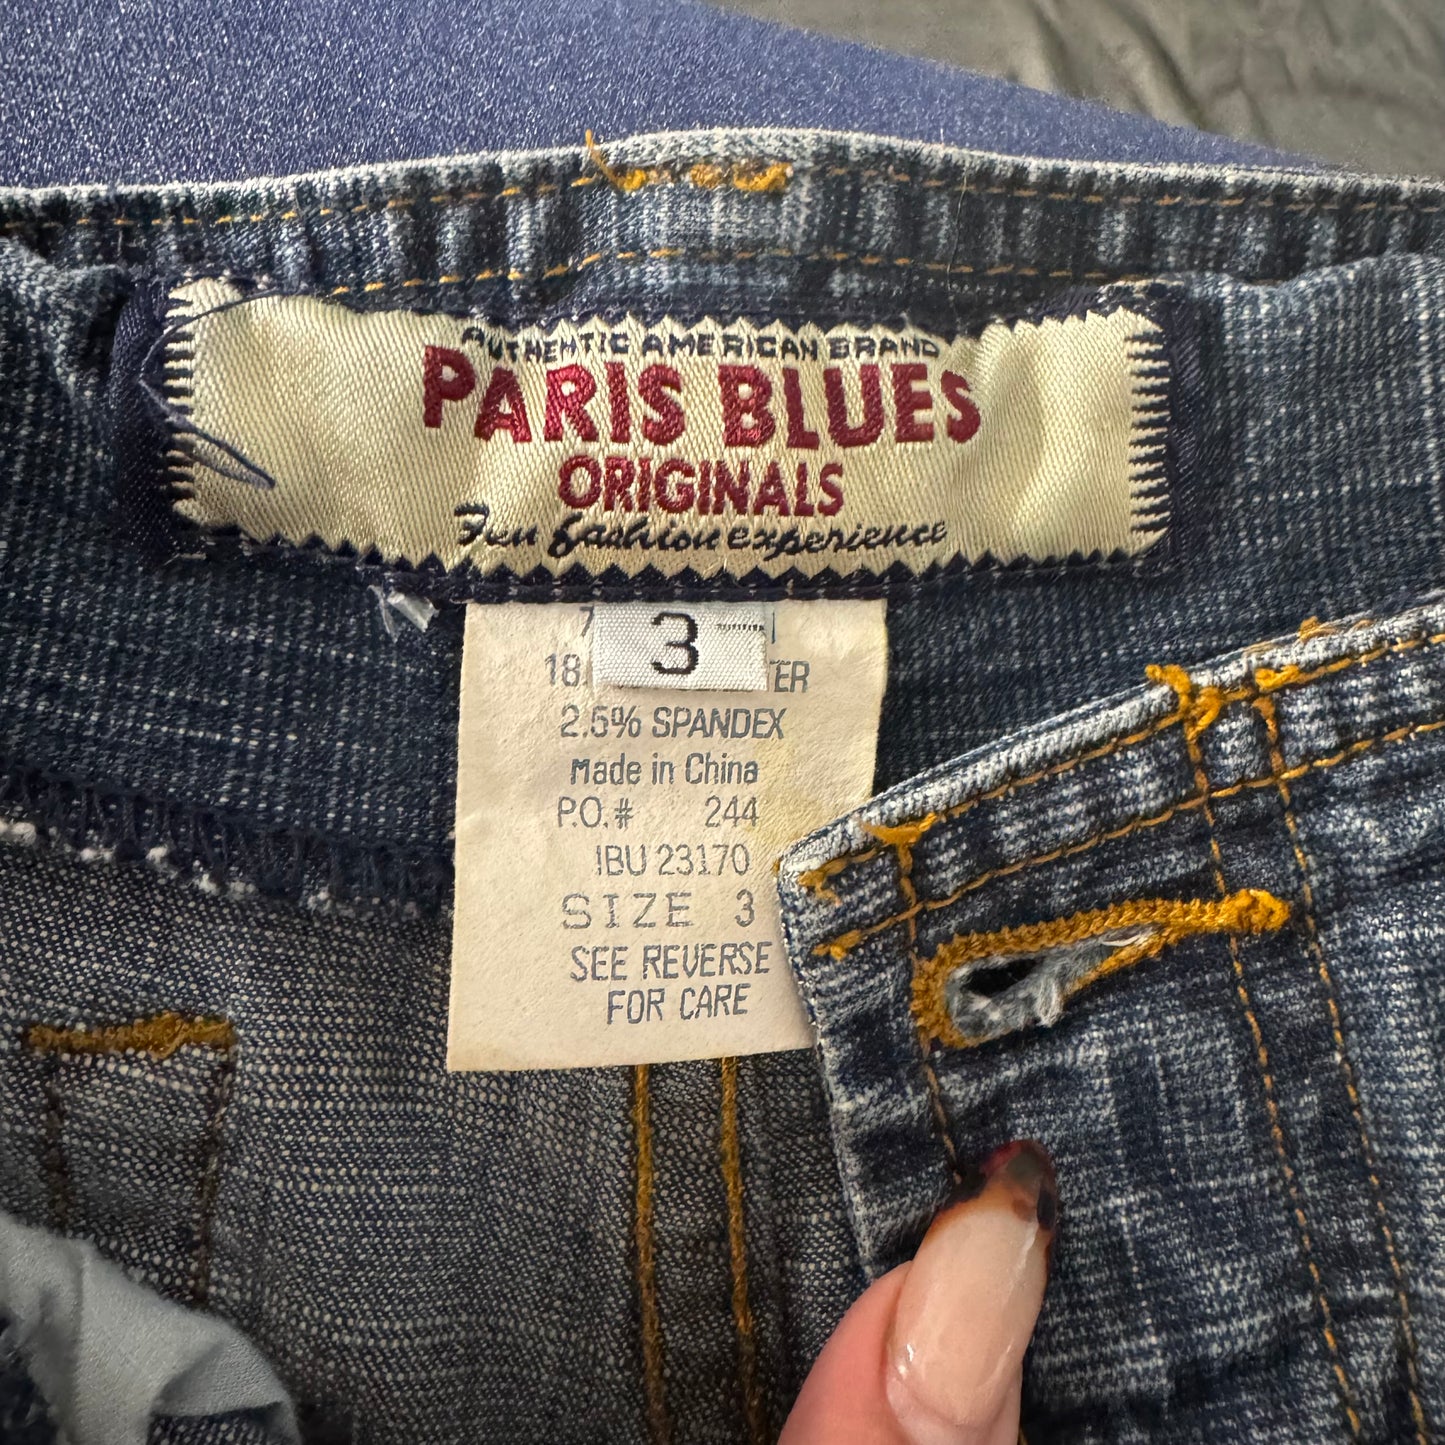 AUTHENTIC AMERICAN BRAND
PARIS BLUES
ORIGINALS
Fun fashion experience
3
2.5% SPANDEX
Made in China
P.O.# 244
IBU 23170
SIZE 3
SEE REVERSE
FOR CARE